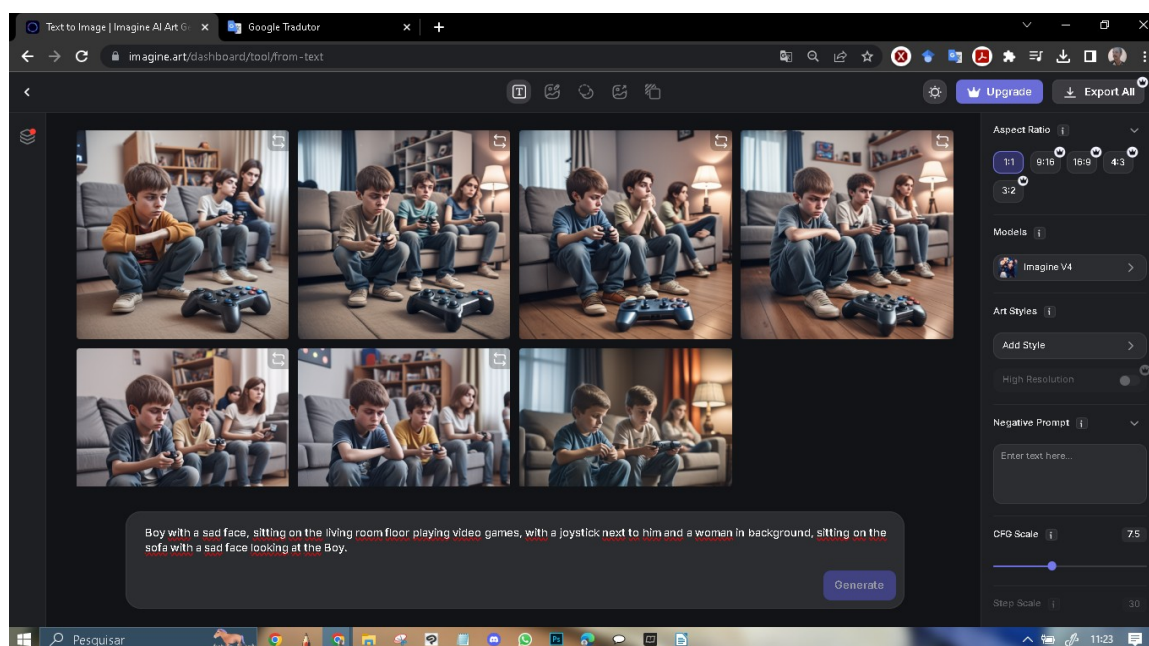 Text to Image | Imagine AI Art Ge
Google Tradutor
imagine.art/dashboard/tool/from-text
Upgrade
Export All
Aspect Ratio
1:1
9:16
16:9
4:3
3:2
Models
Imagine V4
Art Styles
Add Style
High Resolution
Negative Prompt
Enter text here...
CFG Scale
7.5
Step Scale
30
Boy with a sad face, sitting on the living room floor playing video games, with a joystick next to him and a woman in background, sitting on the
sofa with a sad face looking at the Boy.
Generate
Pesquisar
11:23